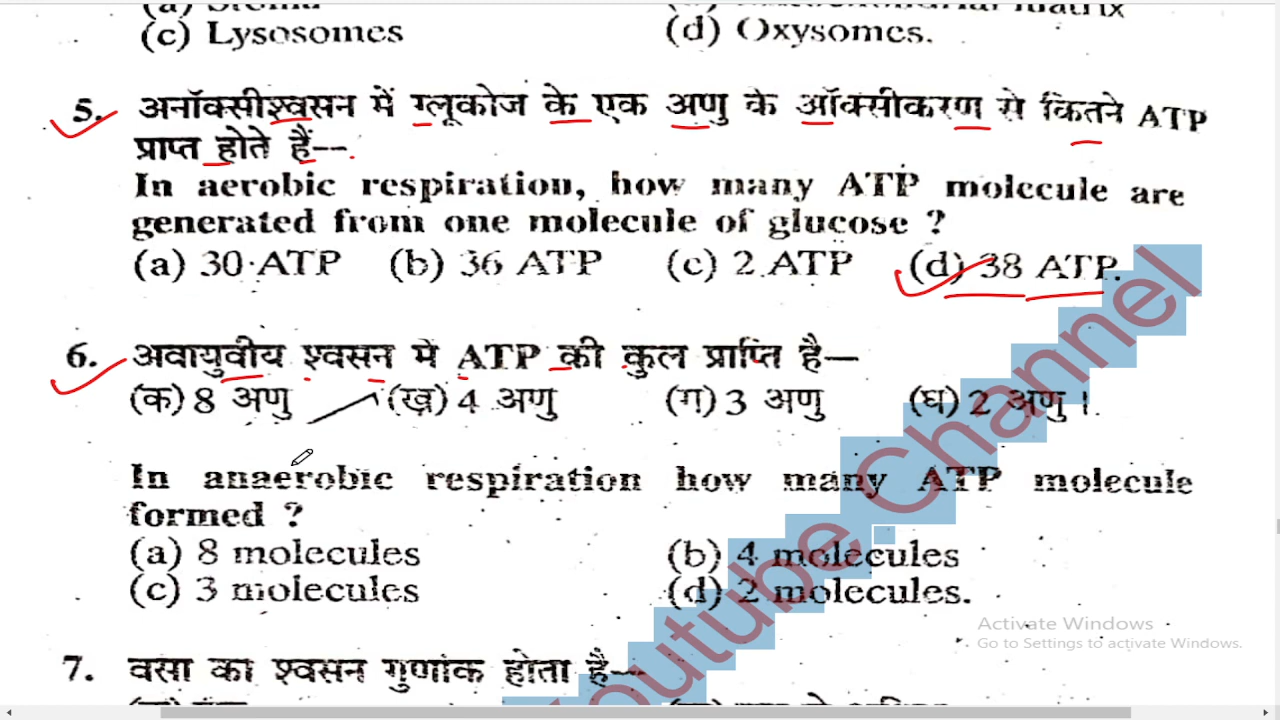 (c) Lysosomes (d) Oxysomes.
5. अनॉक्सीश्वसन में ग्लूकोज के एक अणु के ऑक्सीकरण से कितने ATP
प्राप्त होते हैं--.
In aerobic respiration, how many ATP molecule are
generated from one molecule of glucose ?
(a) 30 ATP (b) 36 ATP (c) 2 ATP (d) 38 ATP.
6. अवायुवीय श्वसन में ATP की कुल प्राप्ति है—
(क) 8 अणु (ख) 4 अणु (ग) 3 अणु (घ) 2 अणु।
In anaerobic respiration how many ATP molecule
formed ?
(a) 8 molecules (b) 4 molecules
(c) 3 molecules (d) 2 molecules.
7. वसा का श्वसन गुणांक होता हैं—
Youtube Channel
Activate Windows
Go to Settings to activate Windows.